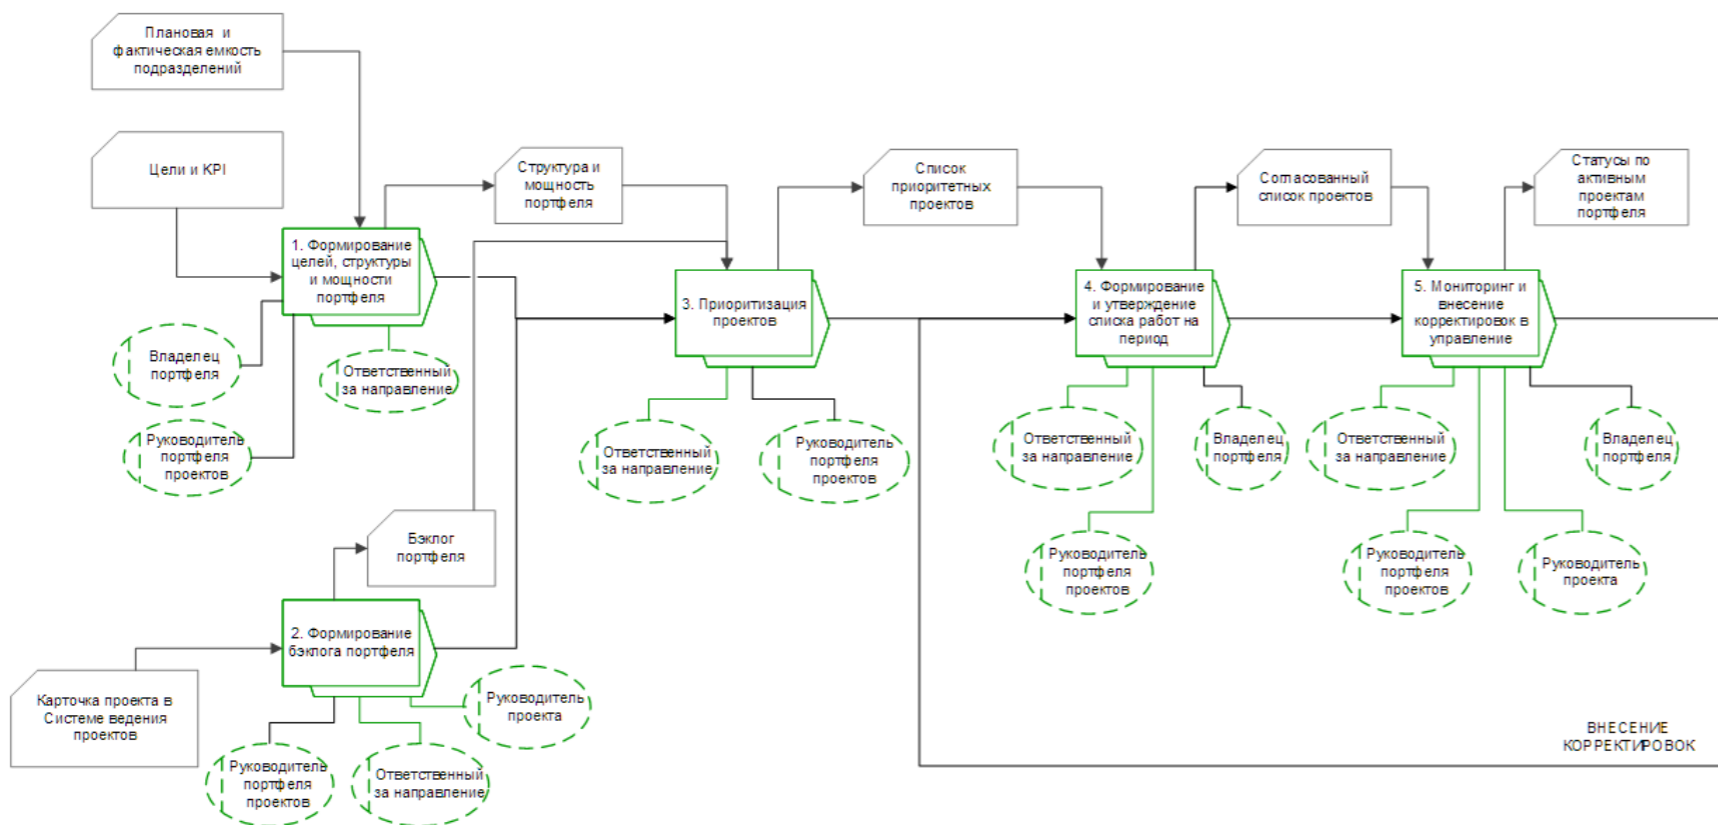 Плановая и
фактическая емкость
подразделений
Цели и KPI
Структура и
мощность
портфеля
Список
приоритетных
проектов
Согласованный
список проектов
Статусы по
активным
проектам
портфеля
1. Формирование
целей, структуры
и мощности
портфеля
3. Приоритизация
проектов
4. Формирование
и утверждение
списка работ на
период
5. Мониторинг и
внесение
корректировок в
управление
Владелец
портфеля
Ответственный
за направление
Руководитель
портфеля
проектов
Ответственный
за направление
Руководитель
портфеля
проектов
Ответственный
за направление
Владелец
портфеля
Ответственный
за направление
Владелец
портфеля
Руководитель
портфеля
проектов
Руководитель
портфеля
проектов
Руководитель
проекта
Бэклог
портфеля
2. Формирование
бэклога портфеля
Карточка проекта в
Системе ведения
проектов
Руководитель
проекта
Руководитель
портфеля
проектов
Ответственный
за направление
ВНЕСЕНИЕ
КОРРЕКТИРОВОК